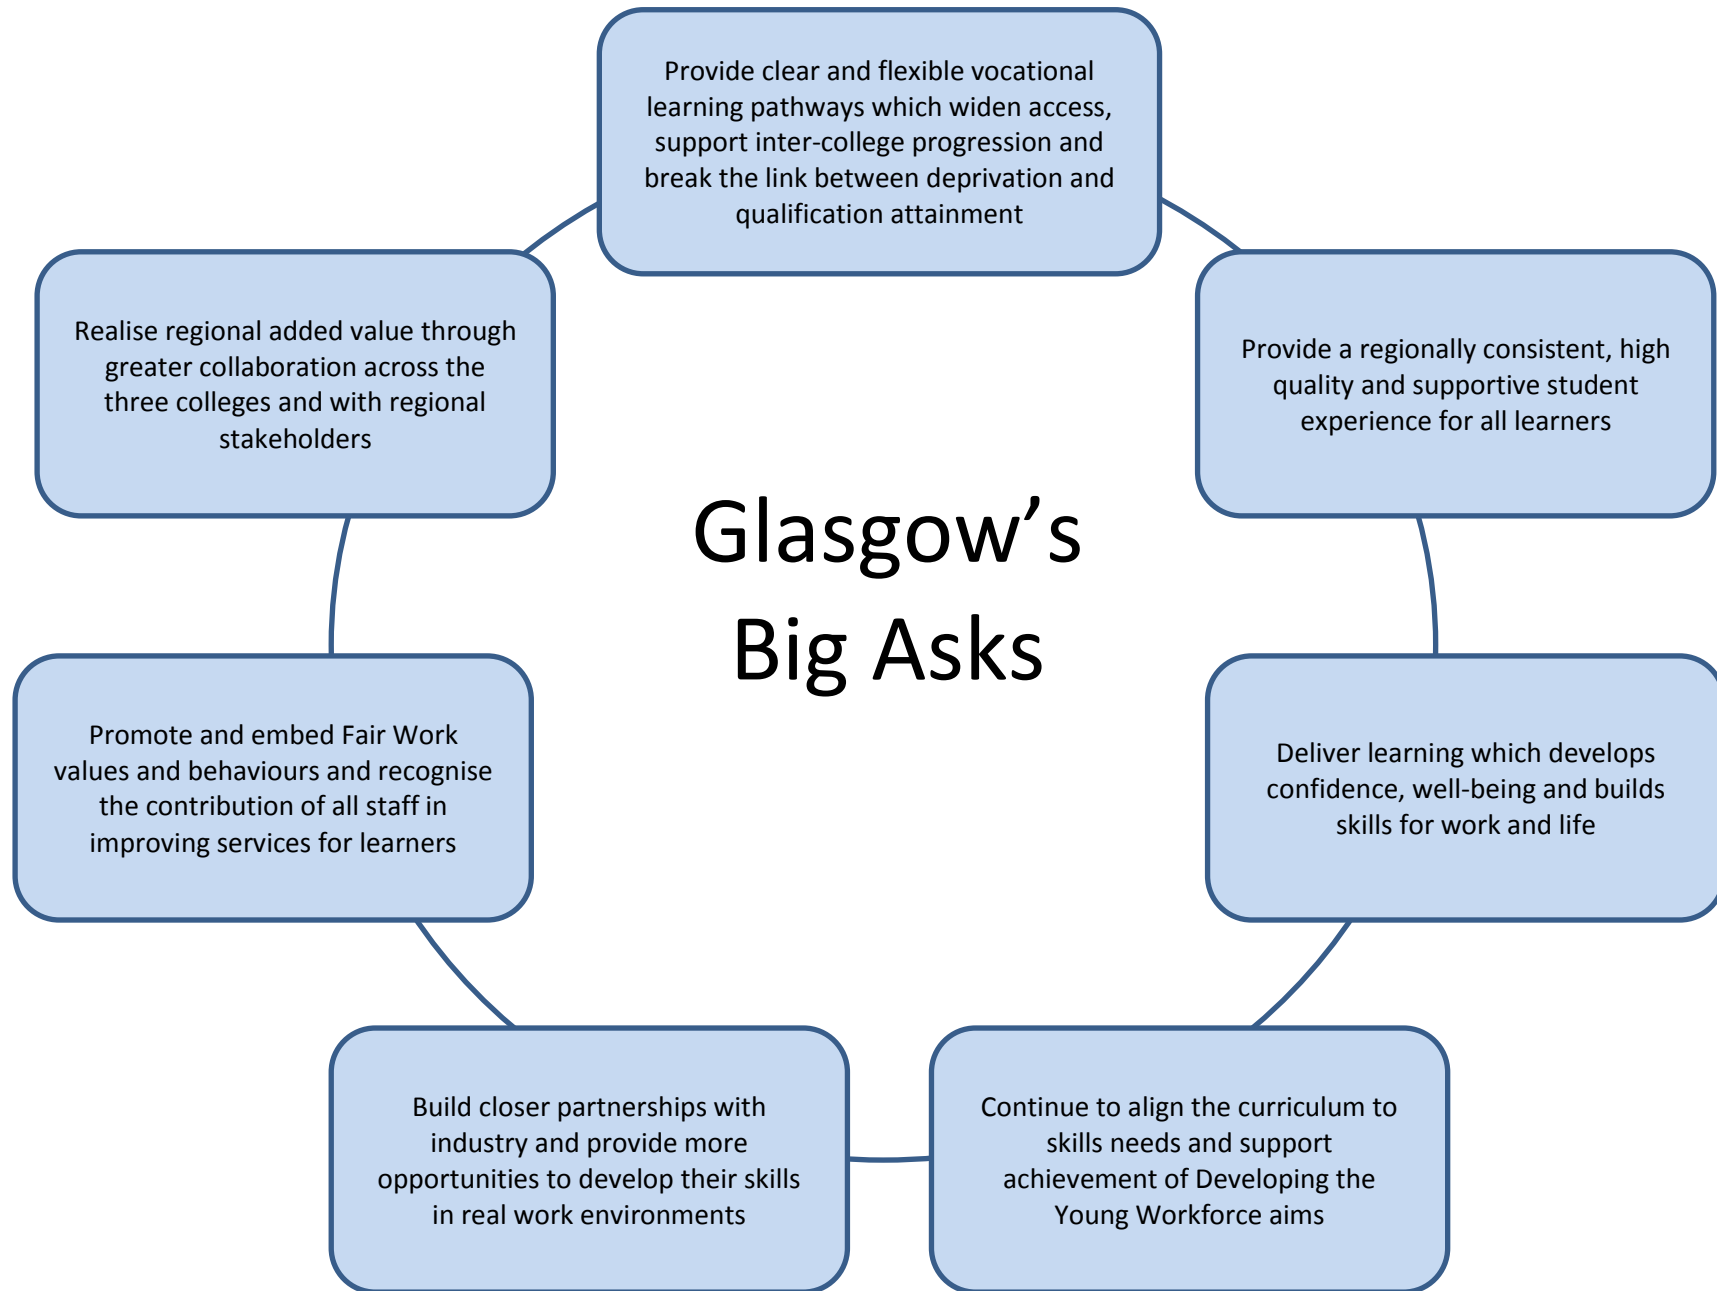 Provide clear and flexible vocational
learning pathways which widen access,
support inter-college progression and
break the link between deprivation and
qualification attainment
Provide a regionally consistent, high
quality and supportive student
experience for all learners
Deliver learning which develops
confidence, well-being and builds
skills for work and life
Continue to align the curriculum to
skills needs and support
achievement of Developing the
Young Workforce aims
Build closer partnerships with
industry and provide more
opportunities to develop their skills
in real work environments
Promote and embed Fair Work
values and behaviours and recognise
the contribution of all staff in
improving services for learners
Realise regional added value through
greater collaboration across the
three colleges and with regional
stakeholders
Glasgow’s
Big Asks